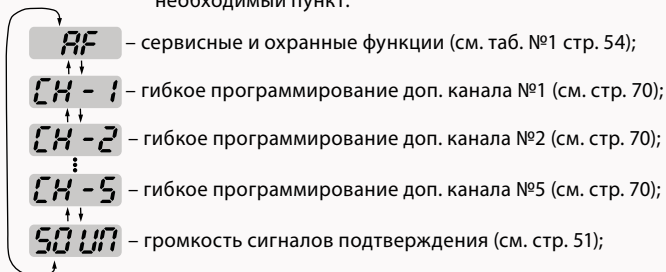 необходимый пункт:
AF – сервисные и охранные функции (см. таб. №1 стр. 54);
CH - 1 – гибкое программирование доп. канала №1 (см. стр. 70);
CH - 2 – гибкое программирование доп. канала №2 (см. стр. 70);
CH - 5 – гибкое программирование доп. канала №5 (см. стр. 70);
SOUN – громкость сигналов подтверждения (см. стр. 51);